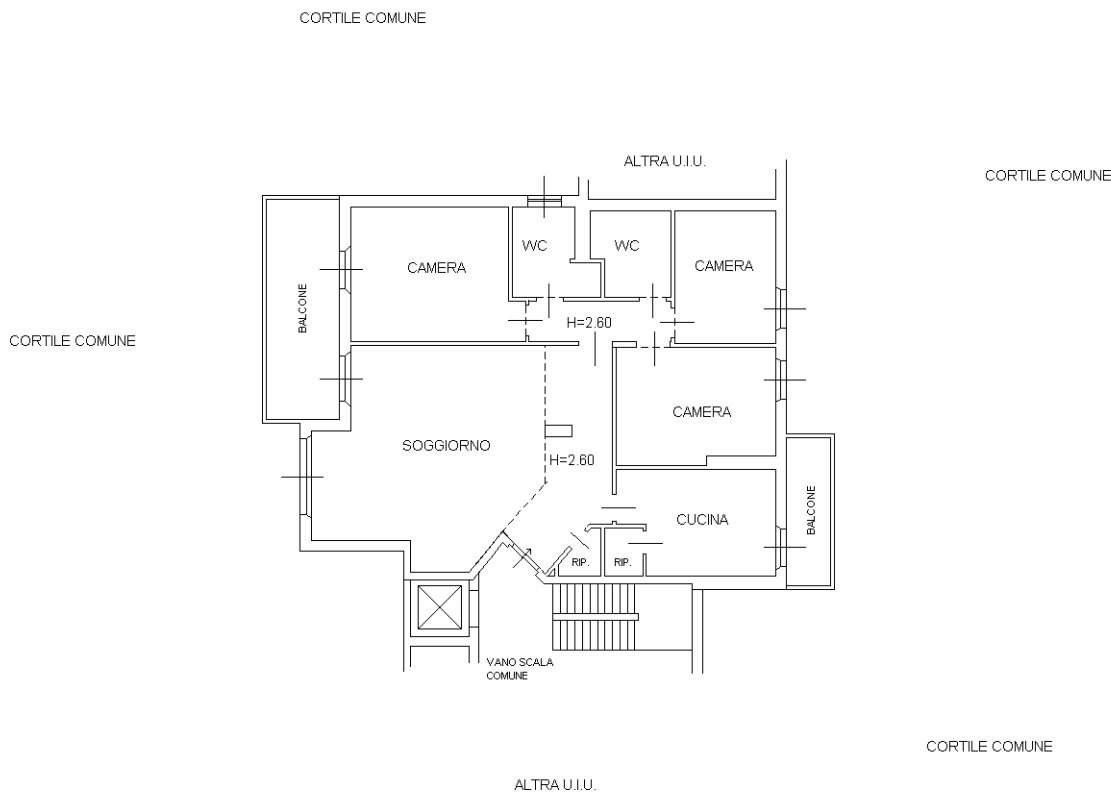 CORTILE COMUNE
ALTRA U.I.U.
CORTILE COMUNE
WC
WC
CAMERA
CAMERA
BALCONE
H=2.60
CORTILE COMUNE
CAMERA
SOGGIORNO
H=2.60
CUCINA
BALCONE
RIP.
RIP.
VANO SCALA
COMUNE
CORTILE COMUNE
ALTRA U.I.U.